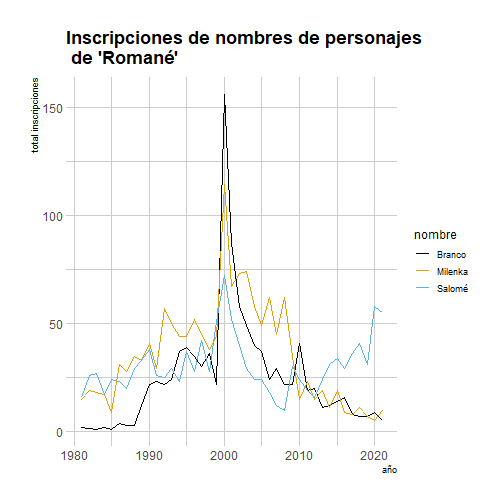 Inscripciones de nombres de personajes
de 'Romané'
total inscripciones
150
100
50
0
1980
1990
2000
2010
2020
año
nombre
Branco
Milenka
Salomé